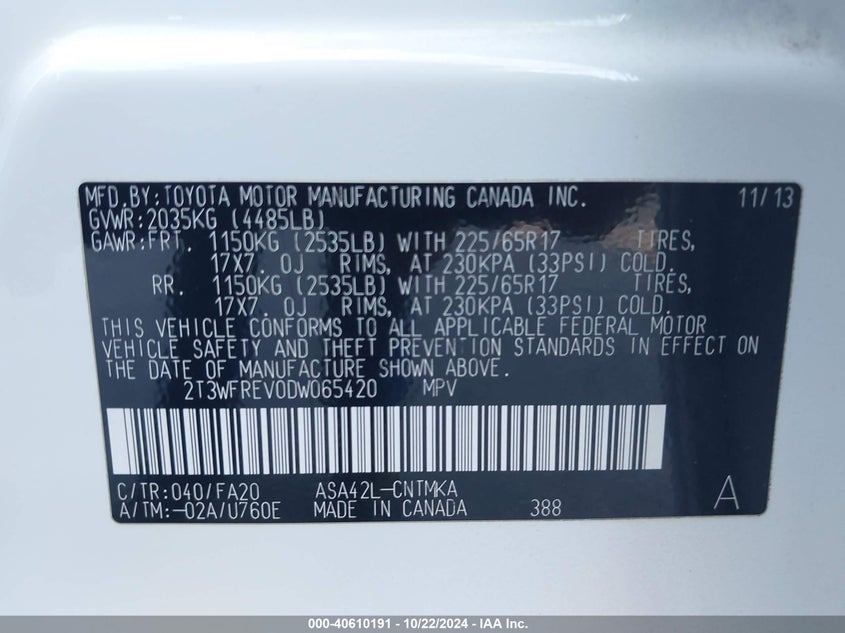 MFD.BY:TOYOTA MOTOR MANUFACTURING CANADA INC. 11/13
GVWR:2035KG (4485LB)
GAWR:FRT. 1150KG (2535LB) WITH 225/65R17 TIRES,
17X7.0J RIMS, AT 230KPA (33PSI) COLD.
RR. 1150KG (2535LB) WITH 225/65R17 TIRES,
17X7.0J RIMS, AT 230KPA (33PSI) COLD.
THIS VEHICLE CONFORMS TO ALL APPLICABLE FEDERAL MOTOR
VEHICLE SAFETY AND THEFT PREVENTION STANDARDS IN EFFECT ON
THE DATE OF MANUFACTURE SHOWN ABOVE.
2T3WFREV0DW065420 MPV
C/TR:040/FA20 ASA42L-CNTMKA
A/TM:-02A/U760E MADE IN CANADA 388 A
000-40610191 - 10/22/2024 - IAA Inc.